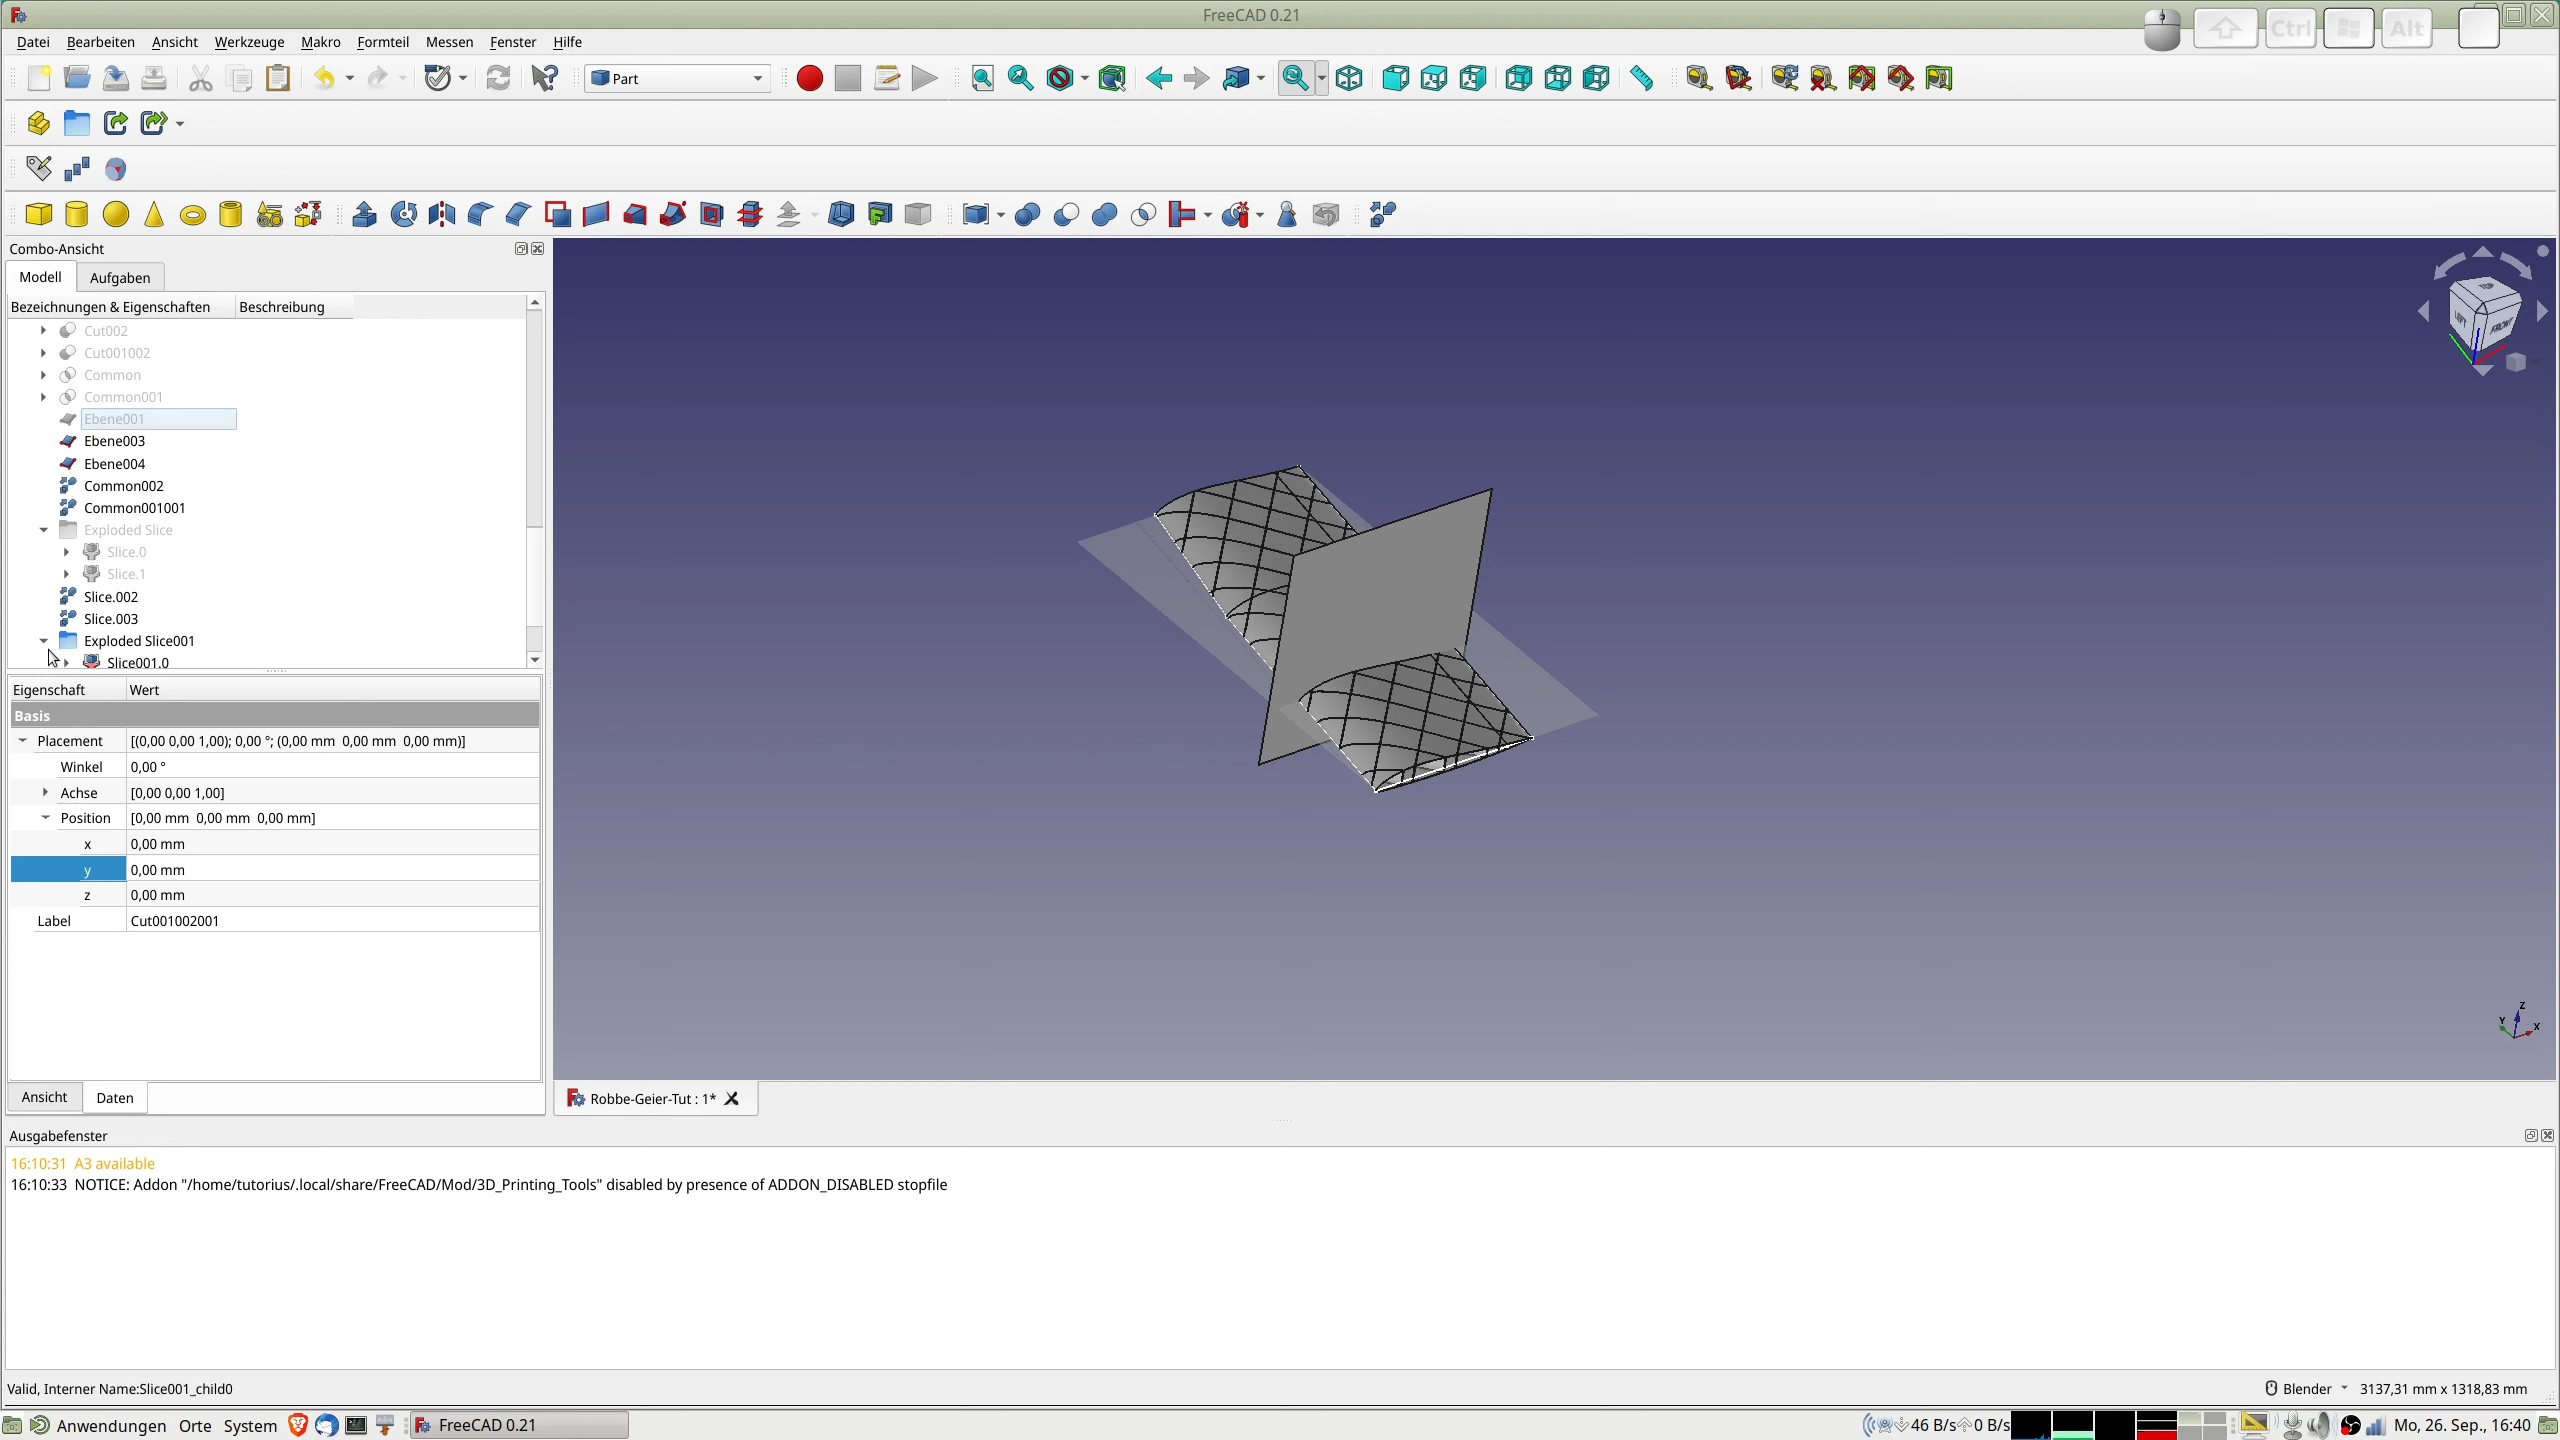 FreeCAD 0.21
Datei Bearbeiten Ansicht Werkzeuge Makro Formteil Messen Fenster Hilfe
Ctrl Alt
Part
Combo-Ansicht
Modell Aufgaben
Bezeichnungen & Eigenschaften Beschreibung
Cut002
Cut001002
Common
Common001
Ebene001
Ebene003
Ebene004
Common002
Common001001
Exploded Slice
Slice.0
Slice.1
Slice.002
Slice.003
Exploded Slice001
Slice001.0
TOP
LEFT FRONT
Eigenschaft Wert
Basis
Placement [(0,00 0,00 1,00); 0,00 °; (0,00 mm 0,00 mm 0,00 mm)]
Winkel 0,00 °
Achse [0,00 0,00 1,00]
Position [0,00 mm 0,00 mm 0,00 mm]
x 0,00 mm
y 0,00 mm
z 0,00 mm
Label Cut001002001
Z
Y X
Ansicht Daten
Robbe-Geier-Tut : 1*
Ausgabefenster
16:10:31 A3 available
16:10:33 NOTICE: Addon "/home/tutorius/.local/share/FreeCAD/Mod/3D_Printing_Tools" disabled by presence of ADDON_DISABLED stopfile
Valid, Interner Name:Slice001_child0
Blender 3137,31 mm x 1318,83 mm
Anwendungen Orte System FreeCAD 0.21 46 B/s 0 B/s Mo, 26. Sep., 16:40